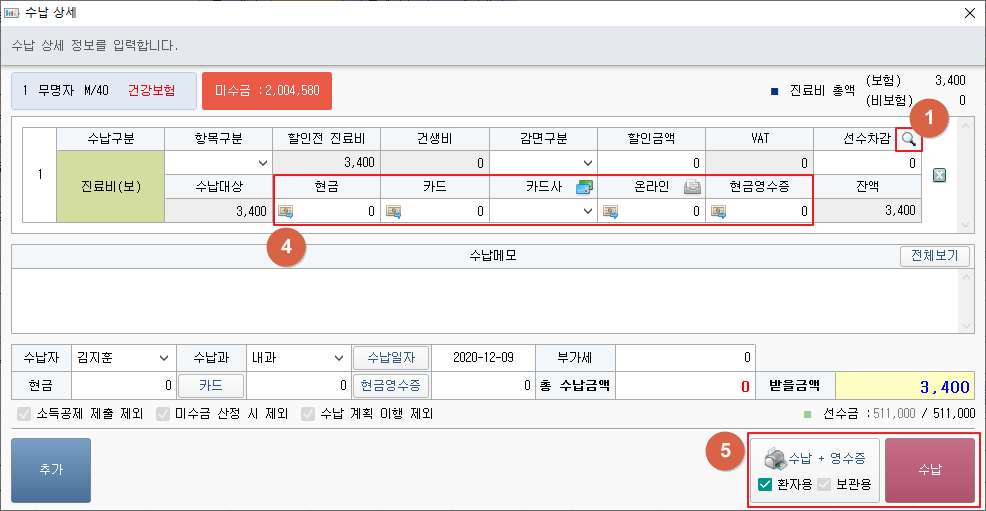 수납 상세
수납 상세 정보를 입력합니다.
1 무명자 M/40 건강보험 미수금 :2,004,580 ■ 진료비 총액 (보험) 3,400
(비보험) 0
1
수납구분 항목구분 할인전 진료비 건생비 감면구분 할인금액 VAT 선수차감
1 진료비(보) 3,400 0 0 0 0
수납대상 현금 카드 카드사 온라인 현금영수증 잔액
3,400 0 0 0 0 3,400
4
수납메모 전체보기
수납자 김지훈 수납과 내과 수납일자 2020-12-09 부가세 0
현금 0 카드 0 현금영수증 0 총 수납금액 0 받을금액 3,400
소득공제 제출 제외 미수금 산정 시 제외 수납 계획 이행 제외 ■ 선수금 : 511,000 / 511,000
5
추가 수납 + 영수증 수납
환자용 보관용